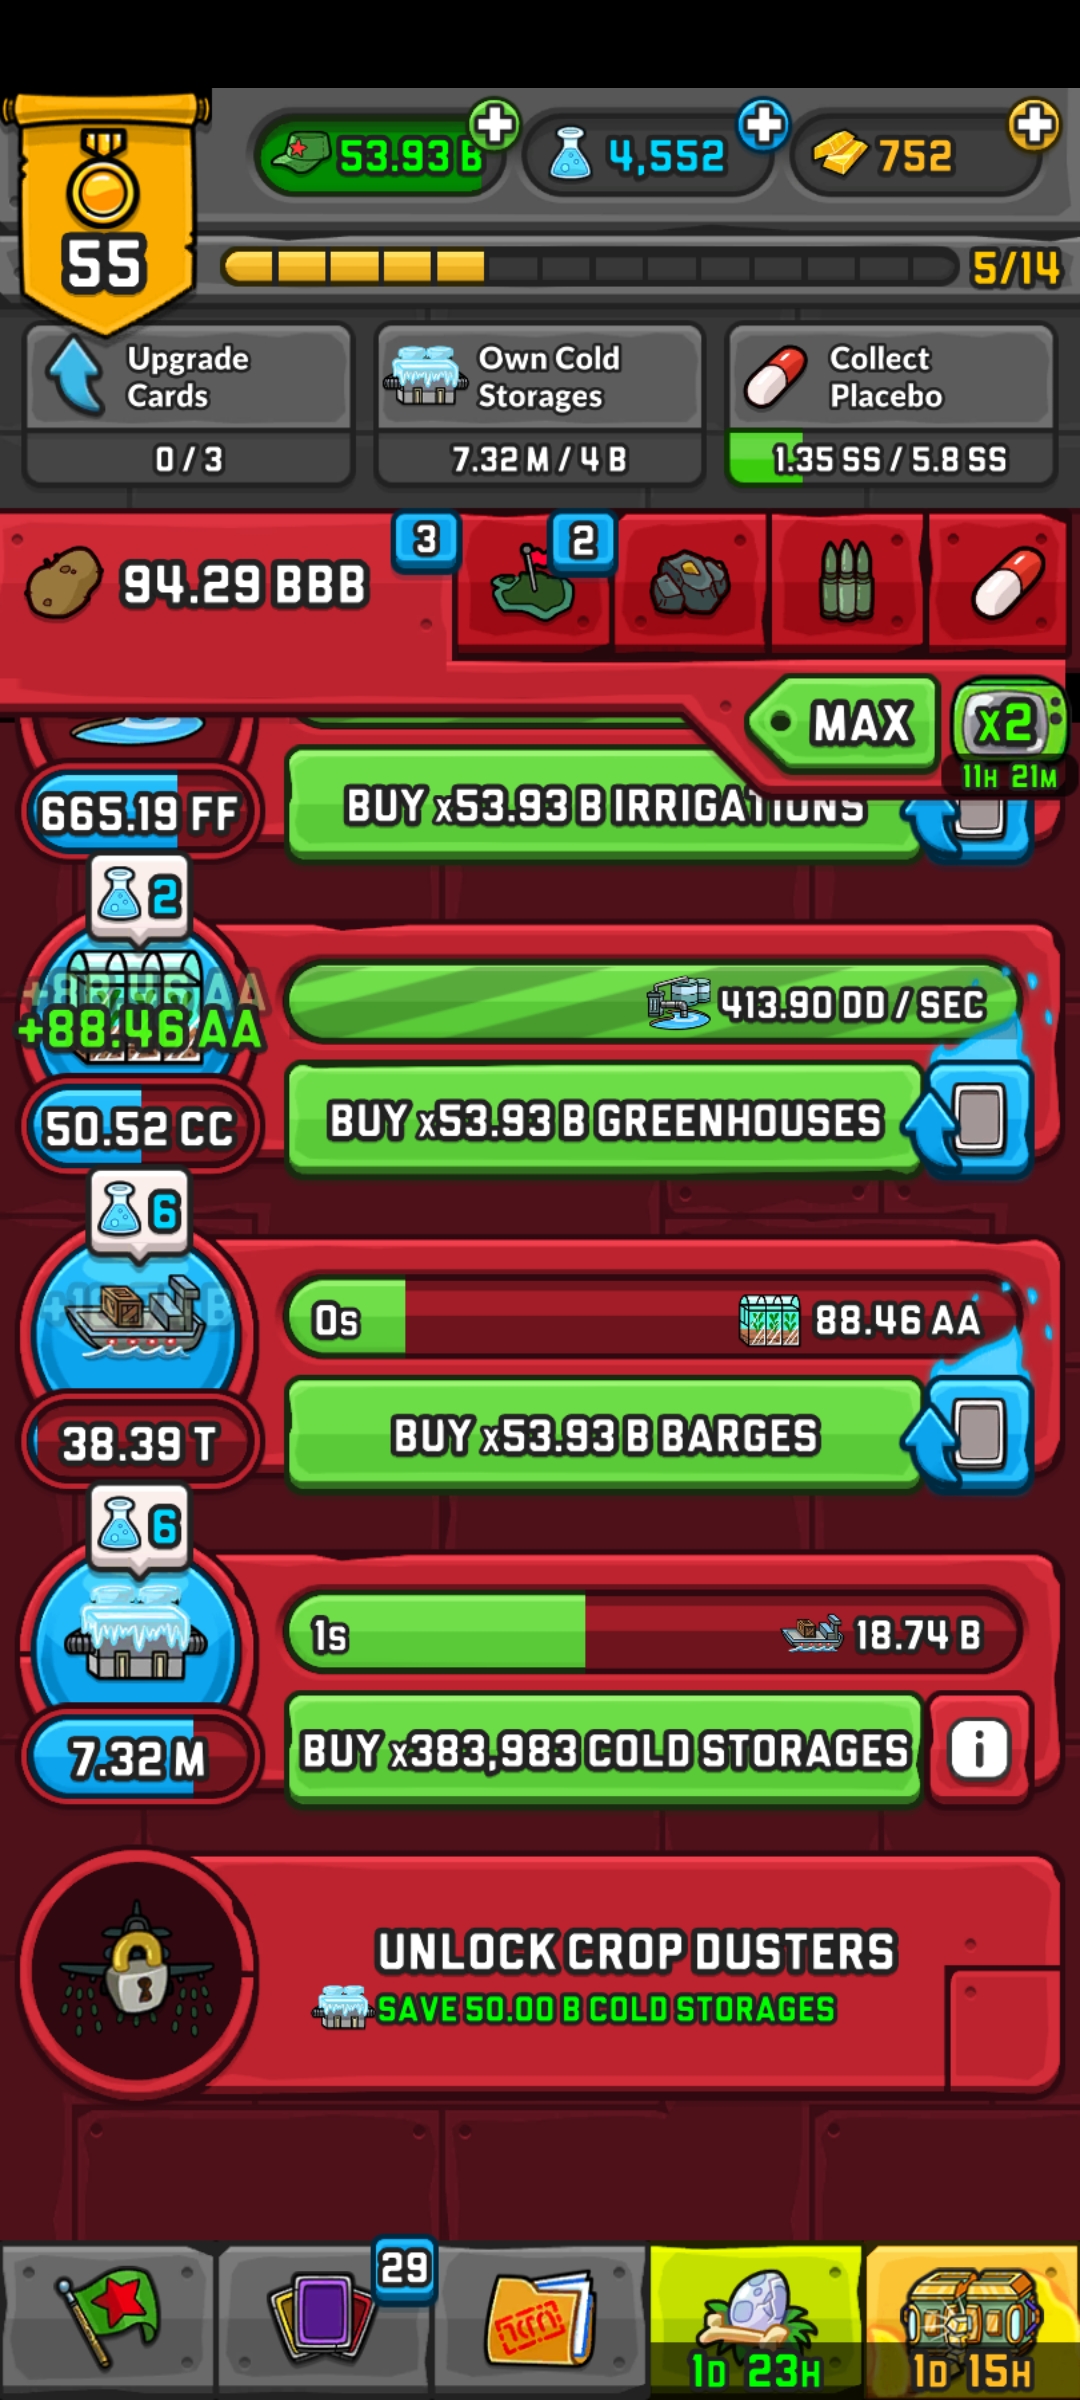 53.93 B
4,552
752
55
5/14
Upgrade Cards
0 / 3
Own Cold Storages
7.32 M / 4 B
Collect Placebo
1.35 SS / 5.8 SS
94.29 BBB
3
2
MAX
x2
11H 21M
665.19 FF
BUY x53.93 B IRRIGATIONS
2
+88.46 AA
+88.46 AA
413.90 DD / SEC
50.52 CC
BUY x53.93 B GREENHOUSES
6
0s
88.46 AA
38.39 T
BUY x53.93 B BARGES
6
1s
18.74 B
7.32 M
BUY x383,983 COLD STORAGES
i
UNLOCK CROP DUSTERS
SAVE 50.00 B COLD STORAGES
29
1D 23H
1D 15H